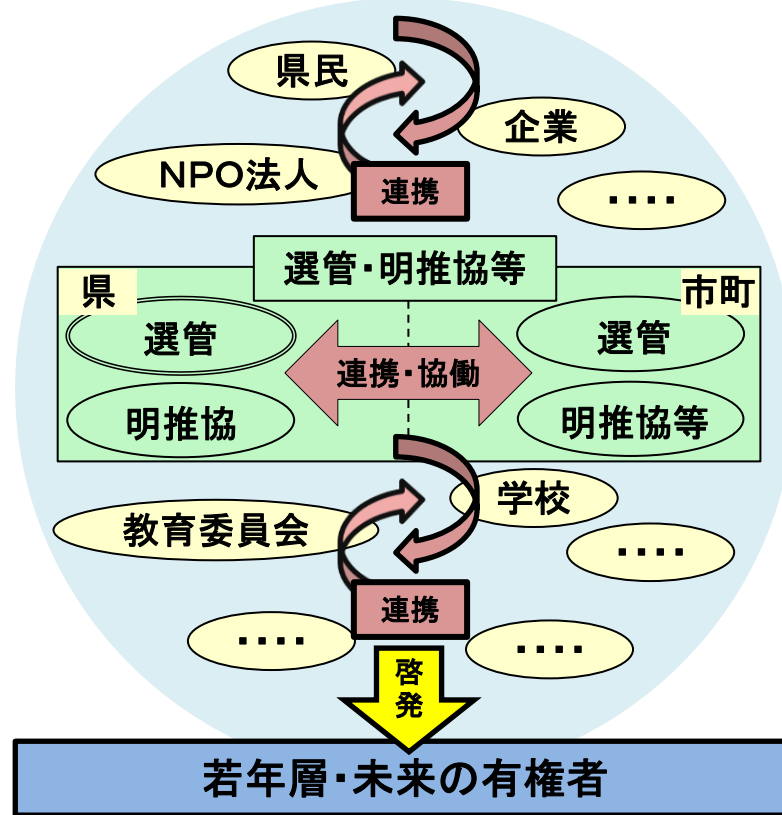 県民
企業
NPO法人
連携
・・・・
選管・明推協等
県
市町
選管
選管
連携・協働
明推協
明推協等
学校
教育委員会
・・・・
連携
・・・・
・・・・
啓
発
若年層・未来の有権者